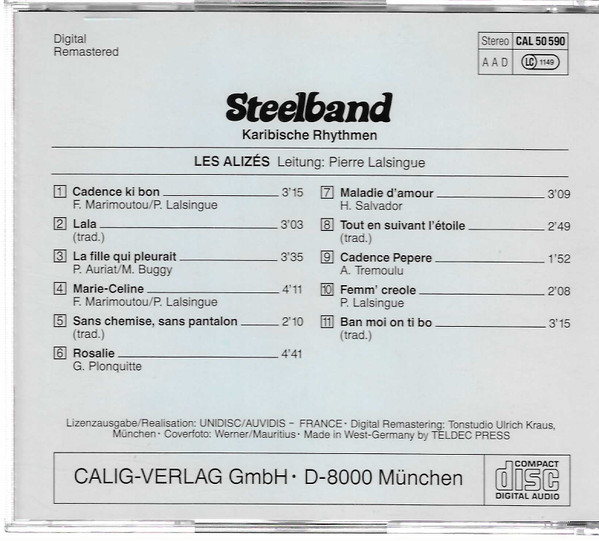 Digital
Remastered
Stereo CAL 50 590
A A D LC 1149
Steelband
Karibische Rhythmen
LES ALIZÉS Leitung: Pierre Lalsingue
1 Cadence ki bon 3'15
F. Marimoutou/P. Lalsingue
2 Lala 3'03
(trad.)
3 La fille qui pleurait 3'35
P. Auriat/M. Buggy
4 Marie-Celine 4'11
F. Marimoutou/P. Lalsingue
5 Sans chemise, sans pantalon 2'10
(trad.)
6 Rosalie 4'41
G. Plonquitte
7 Maladie d'amour 3'09
H. Salvador
8 Tout en suivant l'étoile 2'49
(trad.)
9 Cadence Pepere 1'52
A. Tremoulu
10 Femm' creole 2'08
P. Lalsingue
11 Ban moi on ti bo 3'15
(trad.)
Lizenzausgabe/Realisation: UNIDISC/AUVIDIS – FRANCE · Digital Remastering: Tonstudio Ulrich Kraus,
München · Coverfoto: Werner/Mauritius · Made in West-Germany by TELDEC PRESS
CALIG-VERLAG GmbH · D-8000 München
COMPACT
disc
DIGITAL AUDIO